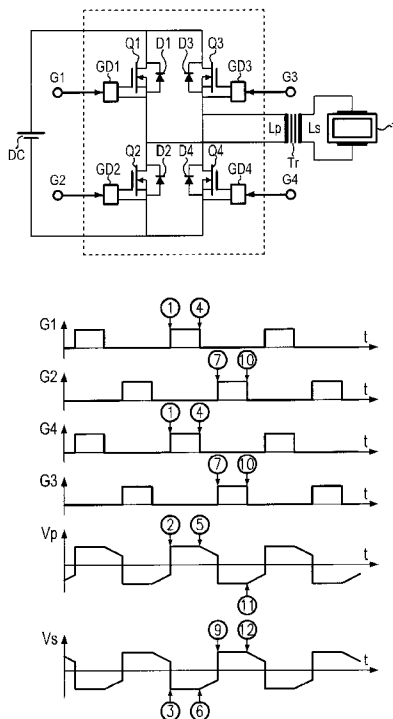 Q1 D1 D3 Q3
G1 GD1 GD3 G3
DC Lp Ls
Tr
Q2 D2 D4 Q4
G2 GD2 GD4 G4
G1 ① ④ t
G2 ⑦ ⑩ t
G4 ① ④ t
G3 ⑦ ⑩ t
Vp ② ⑤ t
⑪
Vs ⑨ ⑫ t
③ ⑥